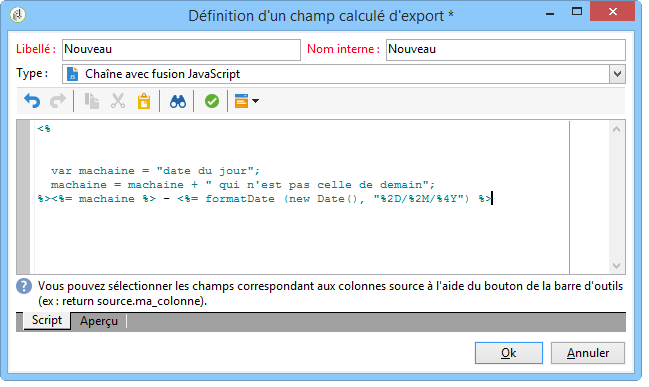 Définition d'un champ calculé d'export *
Libellé : Nouveau Nom interne : Nouveau
Type : Chaîne avec fusion JavaScript
<%
var machaine = "date du jour";
machaine = machaine + " qui n'est pas celle de demain";
%><%= machaine %> - <%= formatDate (new Date(), "%2D/%2M/%4Y") %>
Vous pouvez sélectionner les champs correspondant aux colonnes source à l'aide du bouton de la barre d'outils
(ex : return source.ma_colonne).
Script Aperçu
Ok Annuler